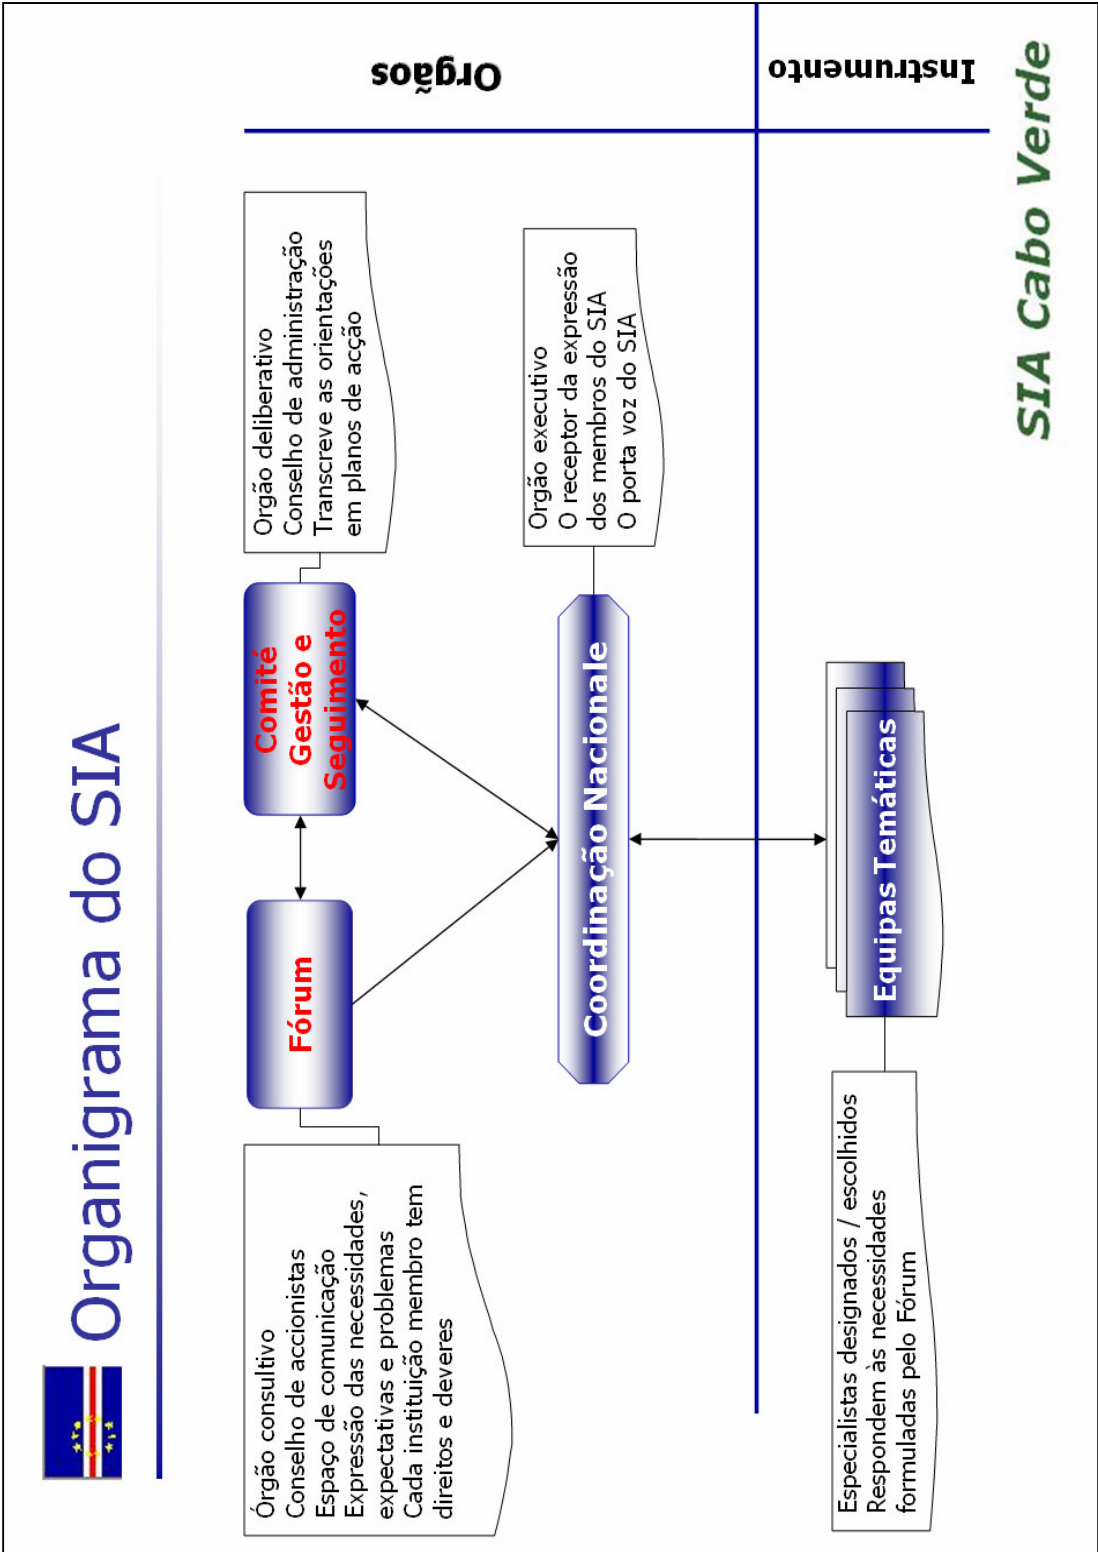 Organigrama do SIA
Órgão consultivo
Conselho de accionistas
Espaço de comunicação
Expressão das necessidades,
expectativas e problemas
Cada instituição membro tem
direitos e deveres
Fórum
Comité
Gestão e
Seguimento
Orgão deliberativo
Conselho de administração
Transcreve as orientações
em planos de acção
Orgãos
Coordinação Nacionale
Orgão executivo
O receptor da expressão
dos membros do SIA
O porta voz do SIA
Especialistas designados / escolhidos
Respondem às necessidades
formuladas pelo Fórum
Equipas Temáticas
Instrumento
SIA Cabo Verde